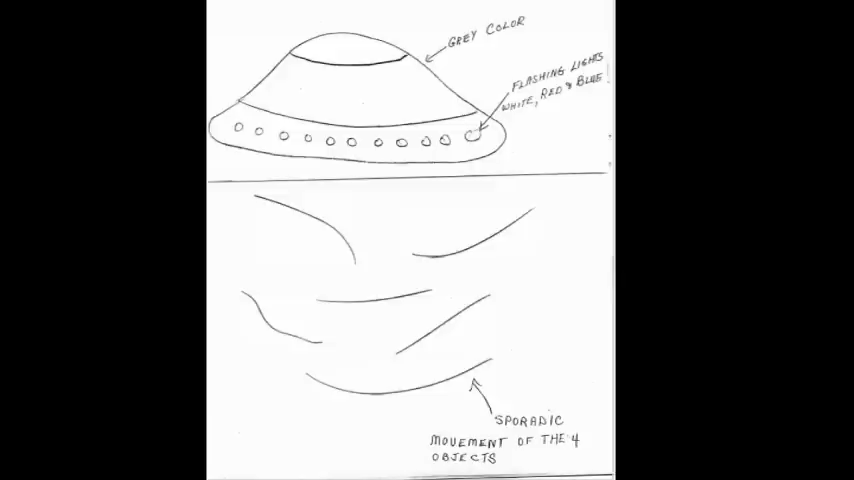 GREY COLOR
FLASHING LIGHTS
WHITE, RED & BLUE
SPORADIC
MOVEMENT OF THE 4
OBJECTS